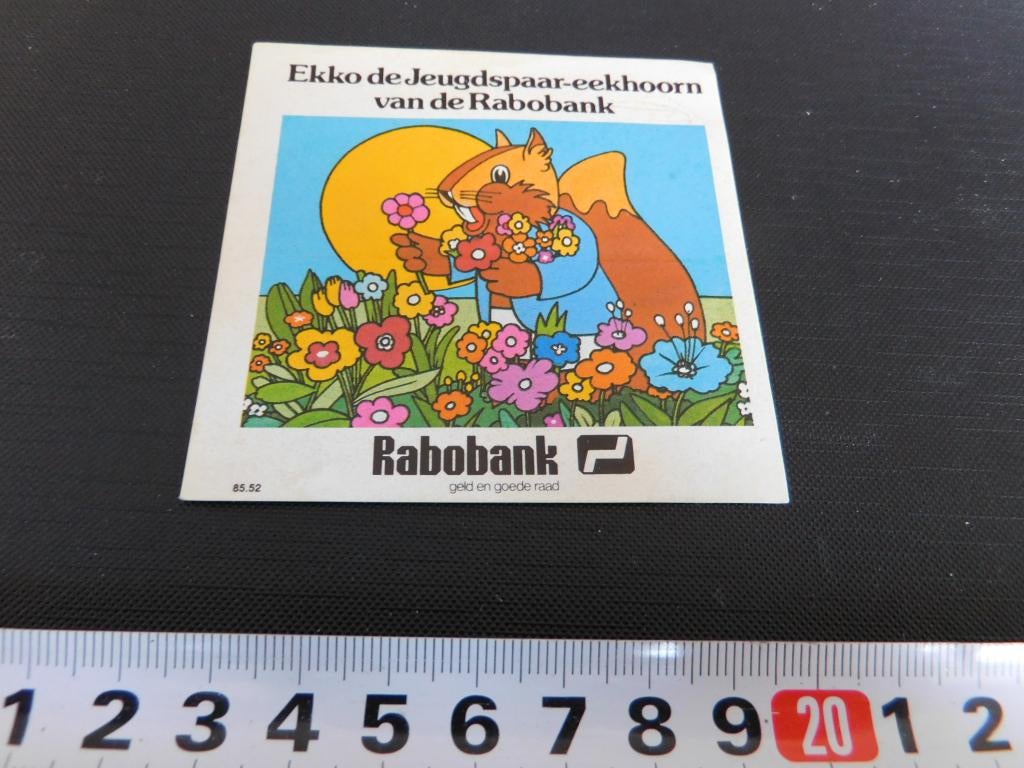 Ekko de Jeugdspaar-eekhoorn
van de Rabobank
Rabobank
geld en goede raad
85.52
1 2 3 4 5 6 7 8 9 20 1 2